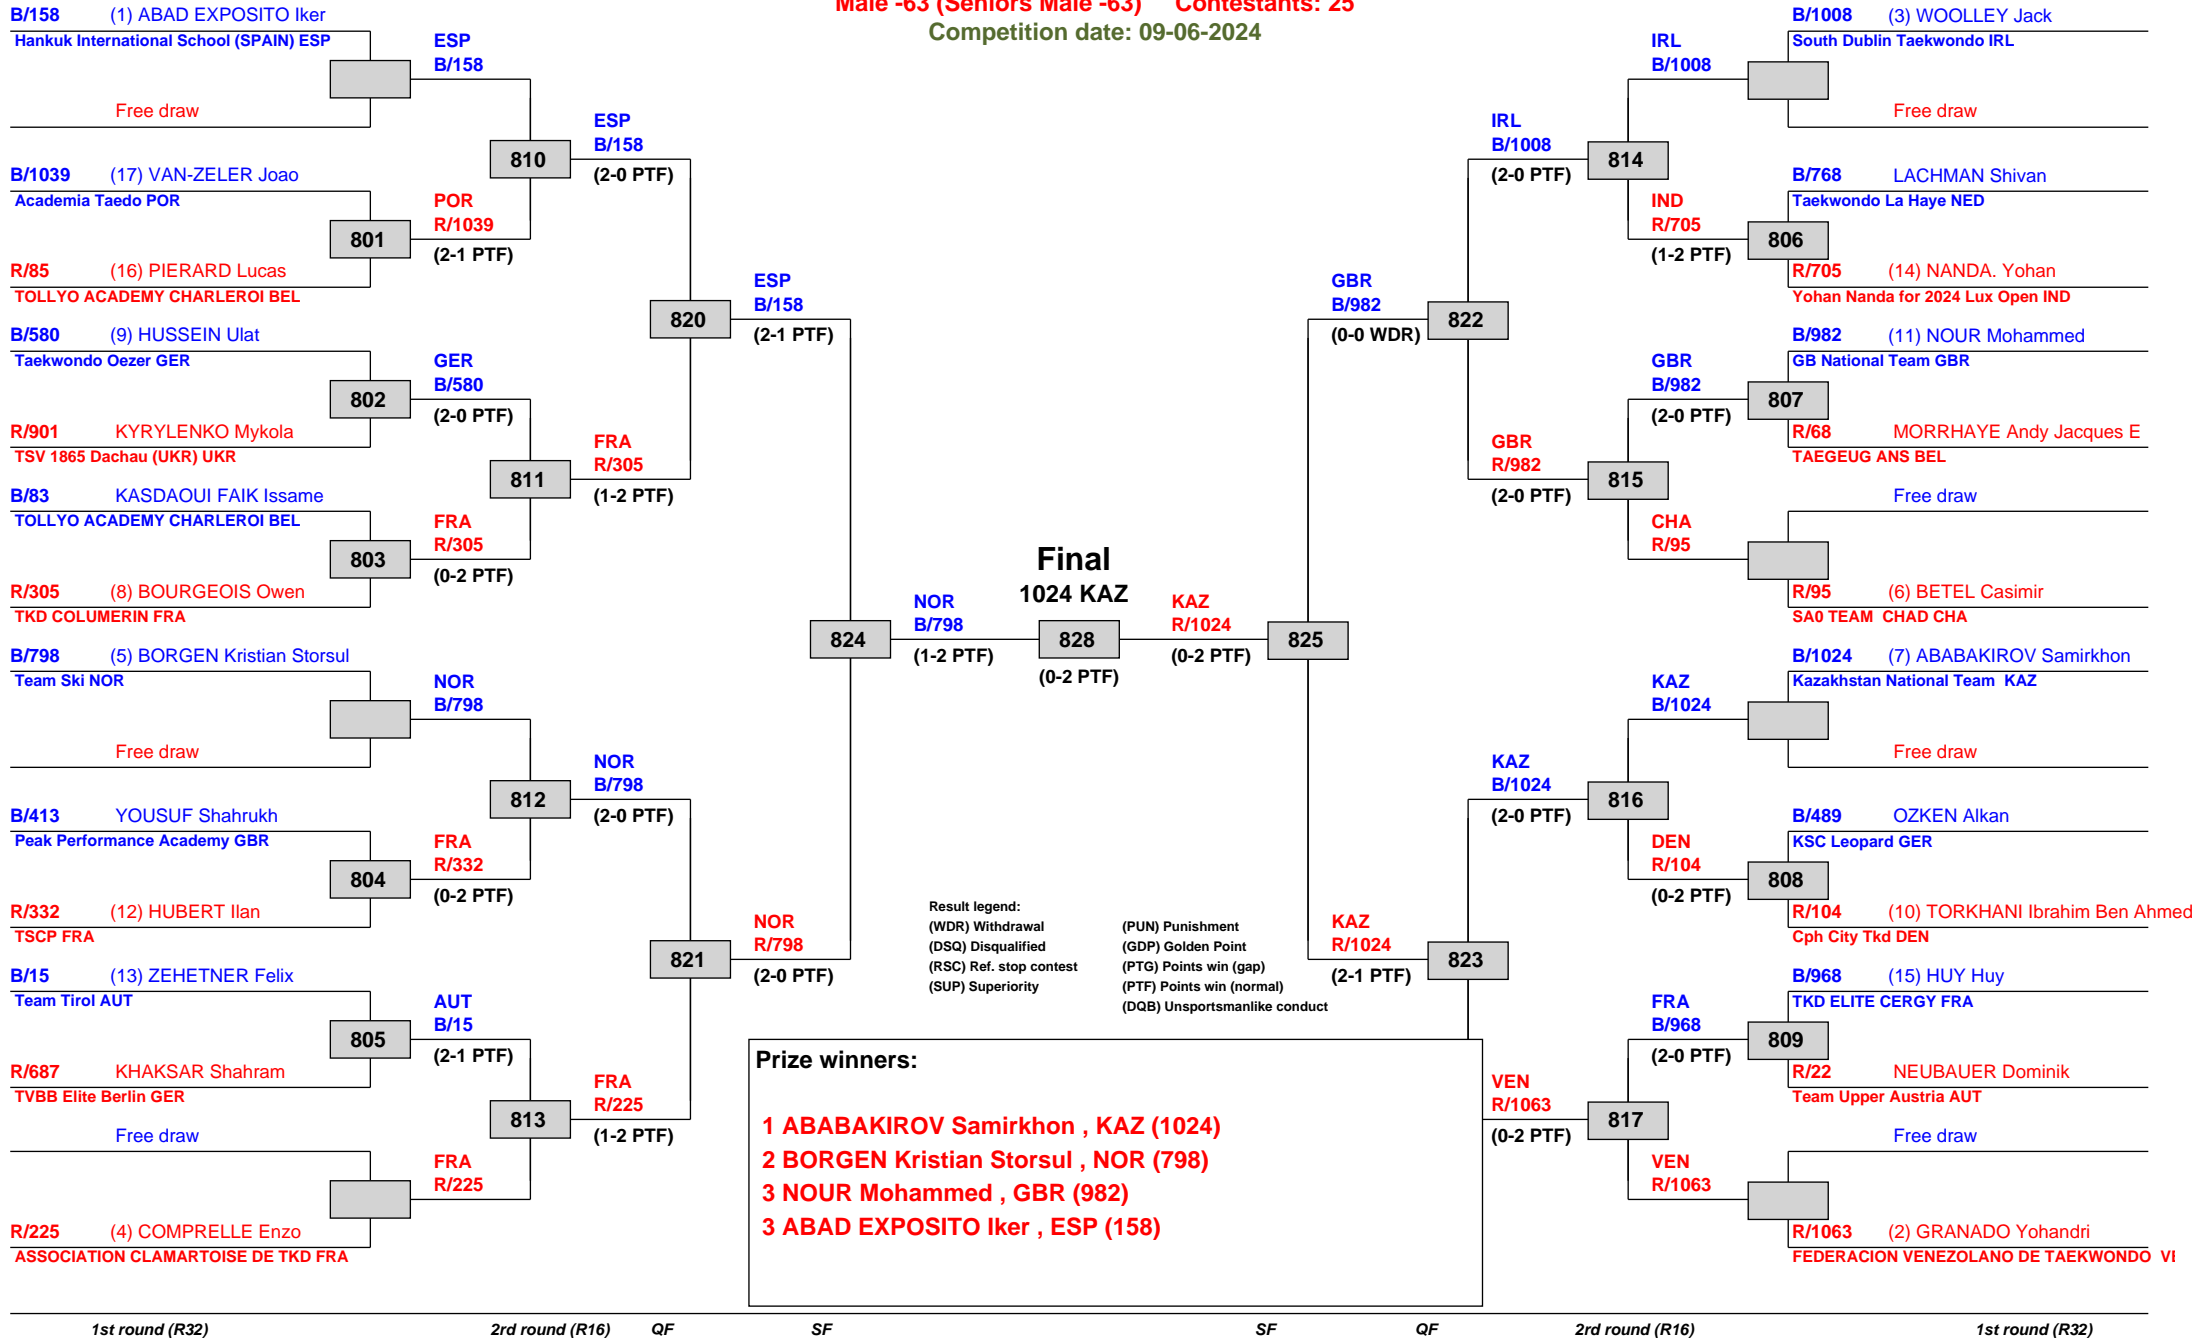 Male -63 (Seniors Male -63) Contestants: 25
Competition date: 09-06-2024
B/158 (1) ABAD EXPOSITO Iker
Hankuk International School (SPAIN) ESP
Free draw
B/1039 (17) VAN-ZELER Joao
Academia Taedo POR
801
R/85 (16) PIERARD Lucas
TOLLYO ACADEMY CHARLEROI BEL
B/580 (9) HUSSEIN Ulat
Taekwondo Oezer GER
802
R/901 KYRYLENKO Mykola
TSV 1865 Dachau (UKR) UKR
B/83 KASDAOUI FAIK Issame
TOLLYO ACADEMY CHARLEROI BEL
803
R/305 (8) BOURGEOIS Owen
TKD COLUMERIN FRA
B/798 (5) BORGEN Kristian Storsul
Team Ski NOR
Free draw
B/413 YOUSUF Shahrukh
Peak Performance Academy GBR
804
R/332 (12) HUBERT Ilan
TSCP FRA
B/15 (13) ZEHETNER Felix
Team Tirol AUT
805
R/687 KHAKSAR Shahram
TVBB Elite Berlin GER
Free draw
R/225 (4) COMPRELLE Enzo
ASSOCIATION CLAMARTOISE DE TKD FRA
ESP
B/158
810
POR
R/1039
(2-1 PTF)
GER
B/580
(2-0 PTF)
811
FRA
R/305
(0-2 PTF)
NOR
B/798
812
FRA
R/332
(0-2 PTF)
AUT
B/15
(2-1 PTF)
813
FRA
R/225
ESP
B/158
(2-0 PTF)
820
FRA
R/305
(1-2 PTF)
NOR
B/798
(2-0 PTF)
821
FRA
R/225
(1-2 PTF)
ESP
B/158
(2-1 PTF)
824
NOR
R/798
(2-0 PTF)
NOR
B/798
(1-2 PTF)
Final
1024 KAZ
828
(0-2 PTF)
KAZ
R/1024
(0-2 PTF)
GBR
B/982
(0-0 WDR)
825
KAZ
R/1024
(2-1 PTF)
IRL
B/1008
(2-0 PTF)
822
GBR
R/982
(2-0 PTF)
KAZ
B/1024
(2-0 PTF)
823
VEN
R/1063
(0-2 PTF)
IRL
B/1008
814
IND
R/705
(1-2 PTF)
GBR
B/982
(2-0 PTF)
815
CHA
R/95
KAZ
B/1024
816
DEN
R/104
(0-2 PTF)
FRA
B/968
(2-0 PTF)
817
VEN
R/1063
B/1008 (3) WOOLLEY Jack
South Dublin Taekwondo IRL
Free draw
B/768 LACHMAN Shivan
Taekwondo La Haye NED
806
R/705 (14) NANDA. Yohan
Yohan Nanda for 2024 Lux Open IND
B/982 (11) NOUR Mohammed
GB National Team GBR
807
R/68 MORRHAYE Andy Jacques E
TAEGEUG ANS BEL
Free draw
R/95 (6) BETEL Casimir
SA0 TEAM CHAD CHA
B/1024 (7) ABABAKIROV Samirkhon
Kazakhstan National Team KAZ
Free draw
B/489 OZKEN Alkan
KSC Leopard GER
808
R/104 (10) TORKHANI Ibrahim Ben Ahmed
Cph City Tkd DEN
B/968 (15) HUY Huy
TKD ELITE CERGY FRA
809
R/22 NEUBAUER Dominik
Team Upper Austria AUT
Free draw
R/1063 (2) GRANADO Yohandri
FEDERACION VENEZOLANO DE TAEKWONDO
Result legend:
(WDR) Withdrawal (PUN) Punishment
(DSQ) Disqualified (GDP) Golden Point
(RSC) Ref. stop contest (PTG) Points win (gap)
(SUP) Superiority (PTF) Points win (normal)
(DQB) Unsportsmanlike conduct
Prize winners:
1 ABABAKIROV Samirkhon , KAZ (1024)
2 BORGEN Kristian Storsul , NOR (798)
3 NOUR Mohammed , GBR (982)
3 ABAD EXPOSITO Iker , ESP (158)
1st round (R32) 2rd round (R16) QF SF SF QF 2rd round (R16) 1st round (R32)